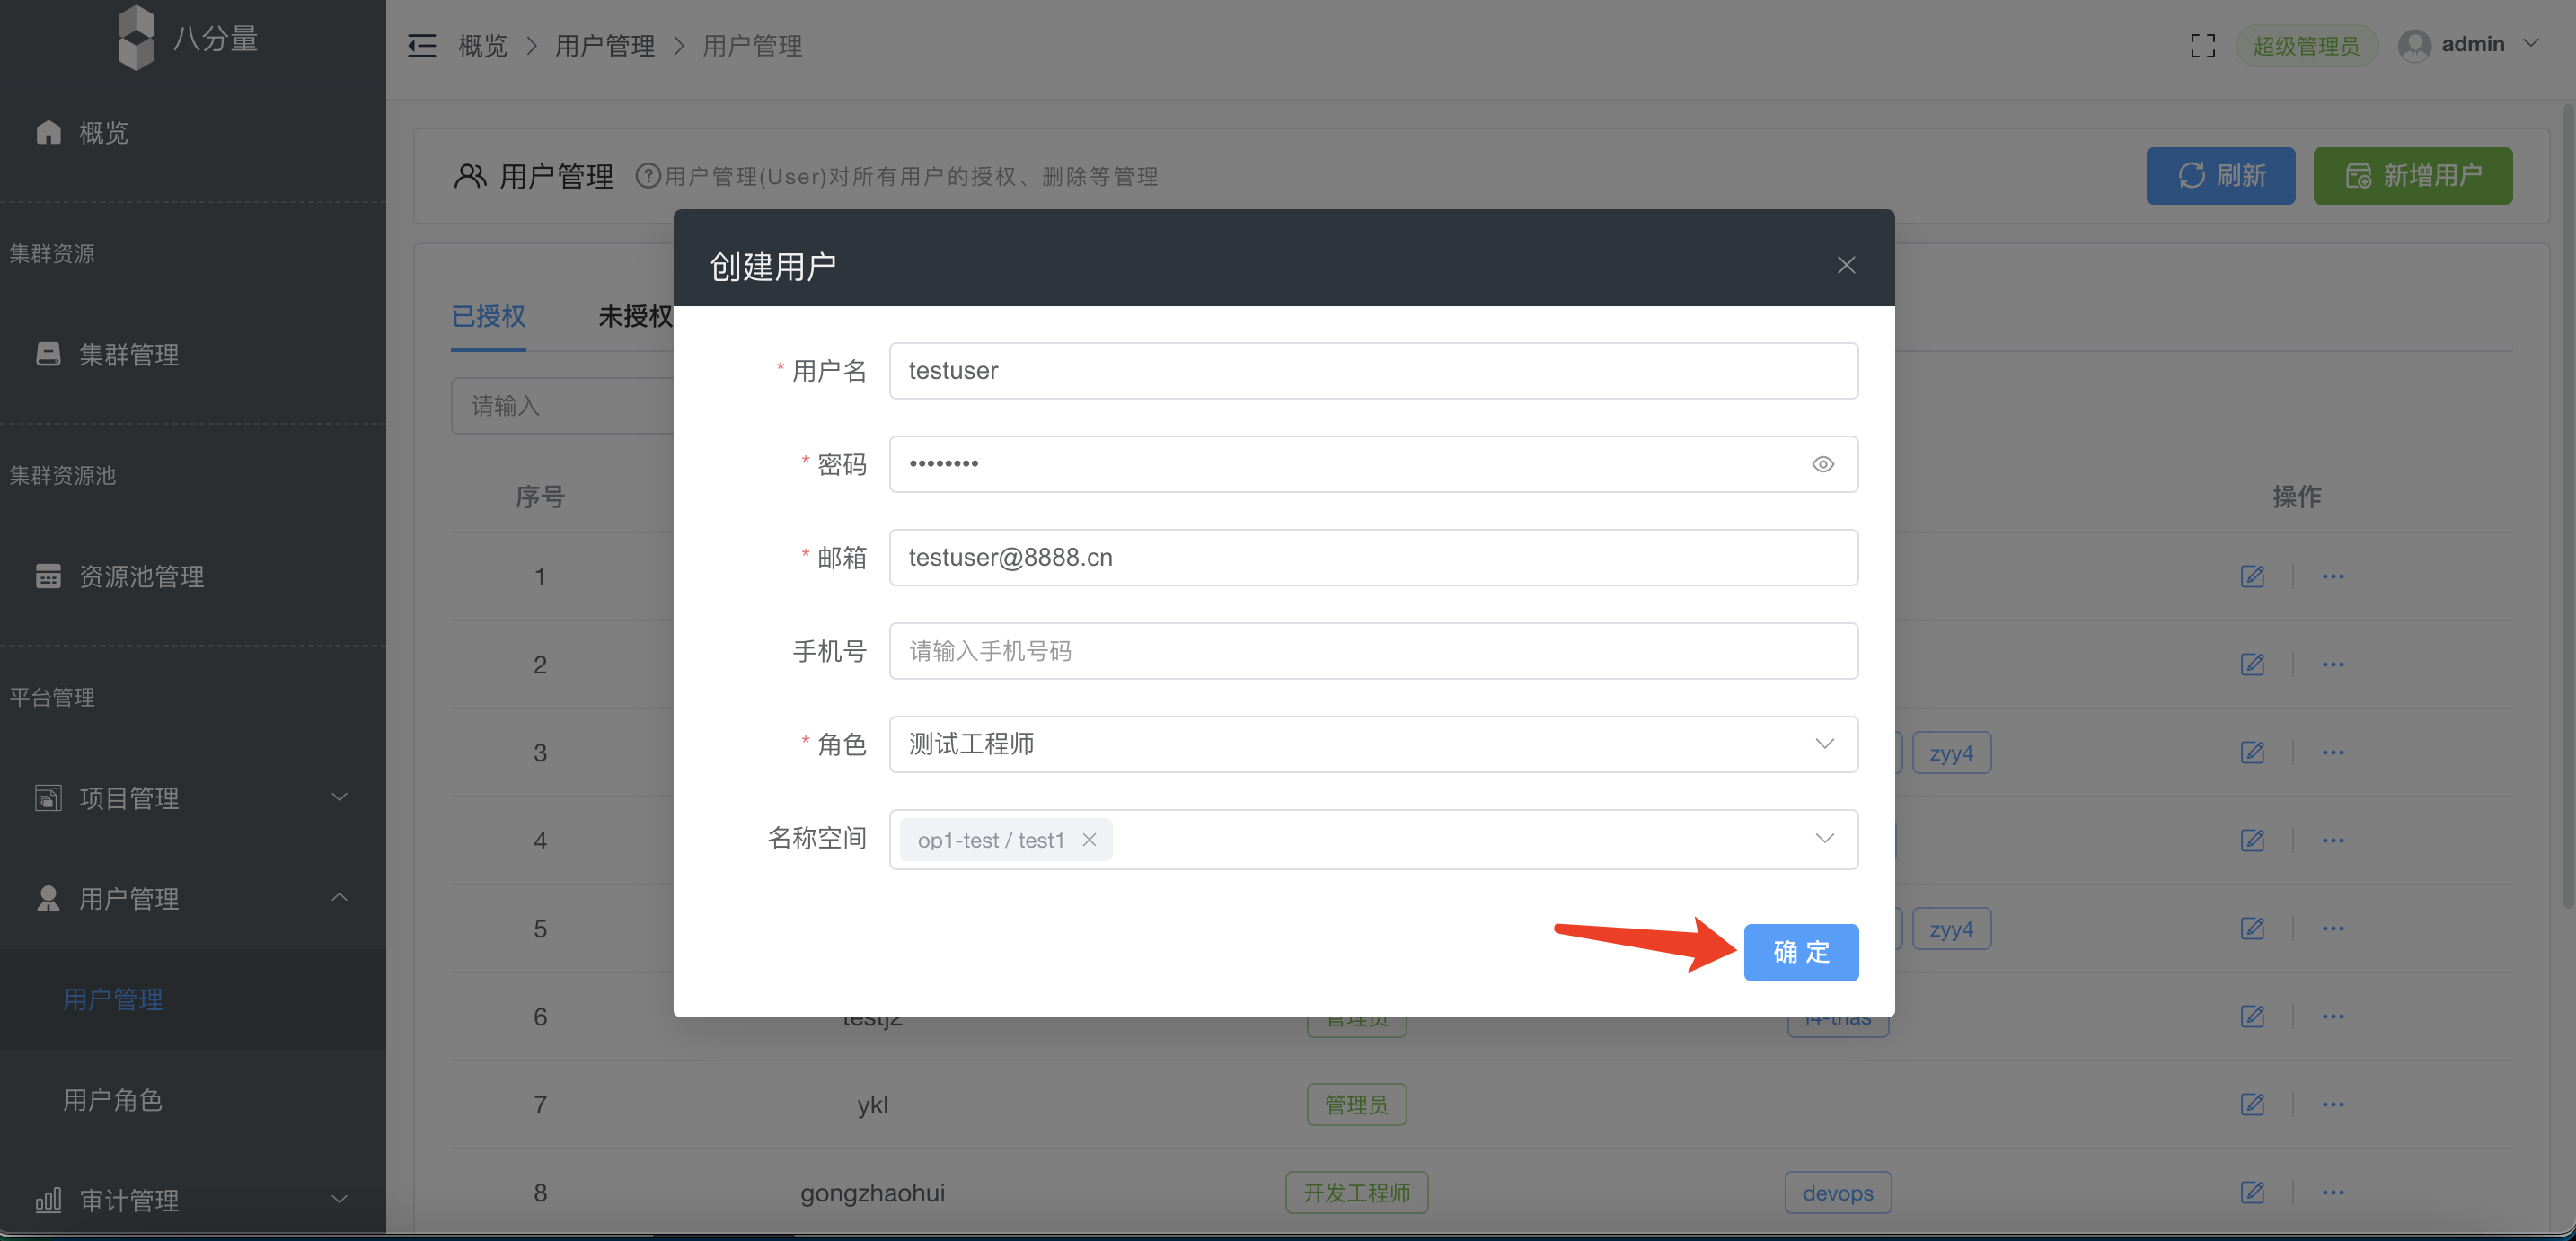 八分量
概览
集群资源
集群管理
集群资源池
资源池管理
平台管理
项目管理
用户管理
用户管理
用户角色
审计管理
概览 > 用户管理 > 用户管理
超级管理员
admin
用户管理
用户管理(User)对所有用户的授权、删除等管理
刷新
新增用户
已授权
未授权
请输入
序号
操作
1
2
3
zyy4
4
5
zyy4
6
testj2
管理员
7
ykl
管理员
8
gongzhaohui
开发工程师
devops
创建用户
* 用户名
testuser
* 密码
••••••••
* 邮箱
testuser@8888.cn
手机号
请输入手机号码
* 角色
测试工程师
名称空间
op1-test / test1
确 定